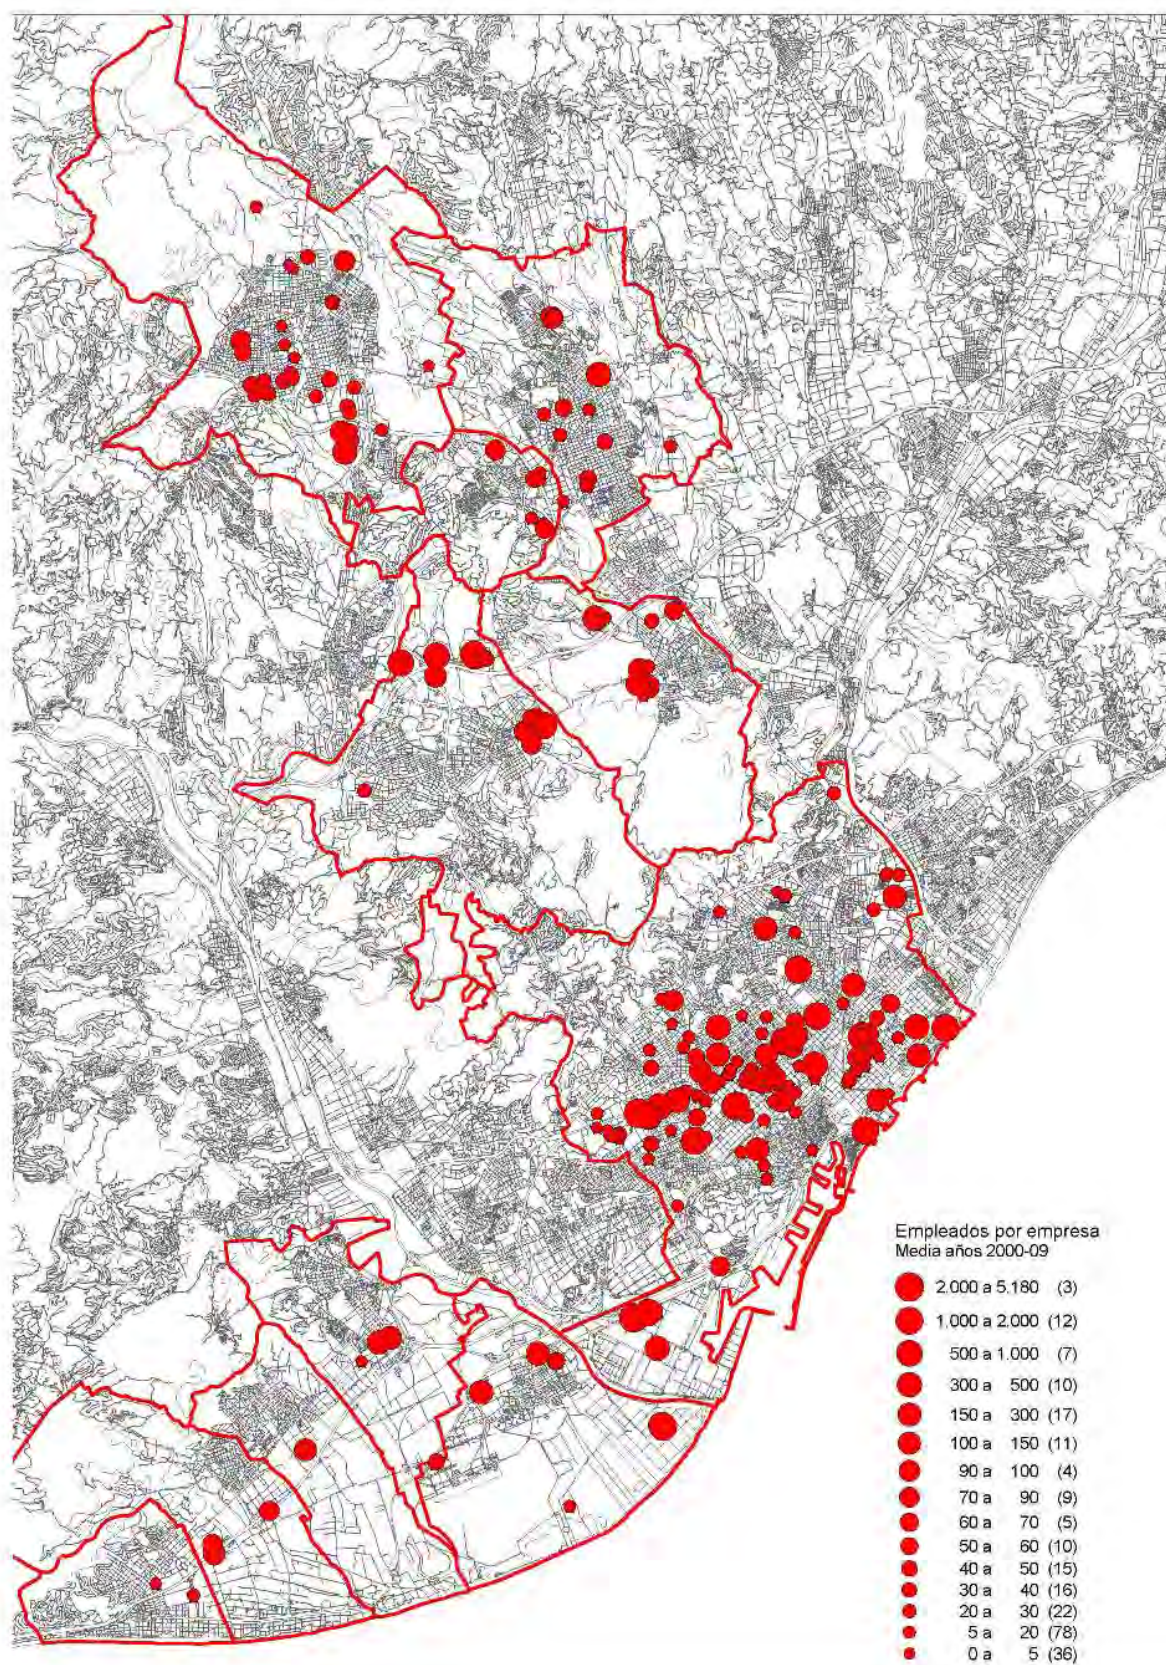 Empleados por empresa
Media años 2000-09
2.000 a 5.180 (3)
1.000 a 2.000 (12)
500 a 1.000 (7)
300 a 500 (10)
150 a 300 (17)
100 a 150 (11)
90 a 100 (4)
70 a 90 (9)
60 a 70 (5)
50 a 60 (10)
40 a 50 (15)
30 a 40 (16)
20 a 30 (22)
5 a 20 (78)
0 a 5 (36)